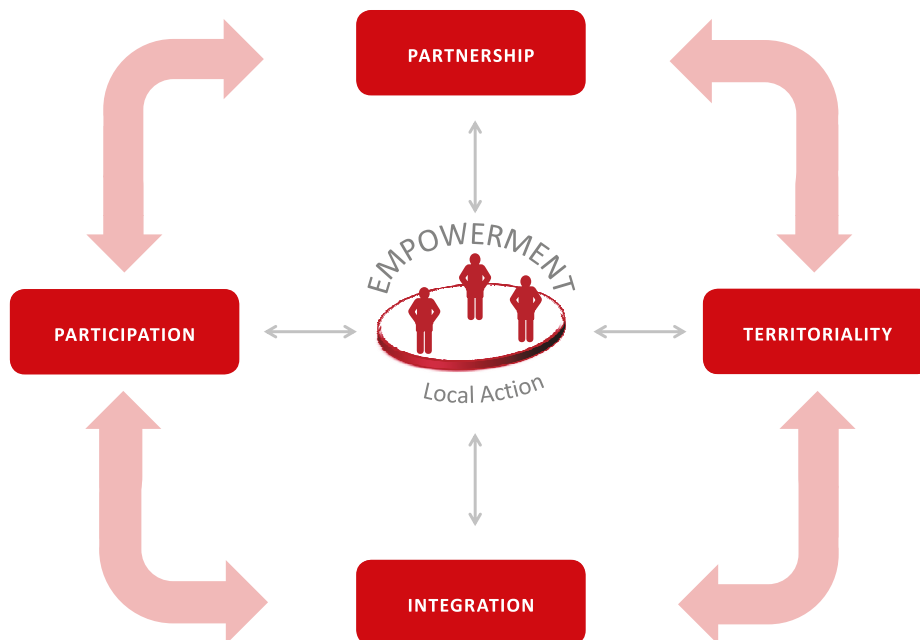 PARTNERSHIP
EMPOWERMENT
PARTICIPATION
TERRITORIALITY
Local Action
INTEGRATION